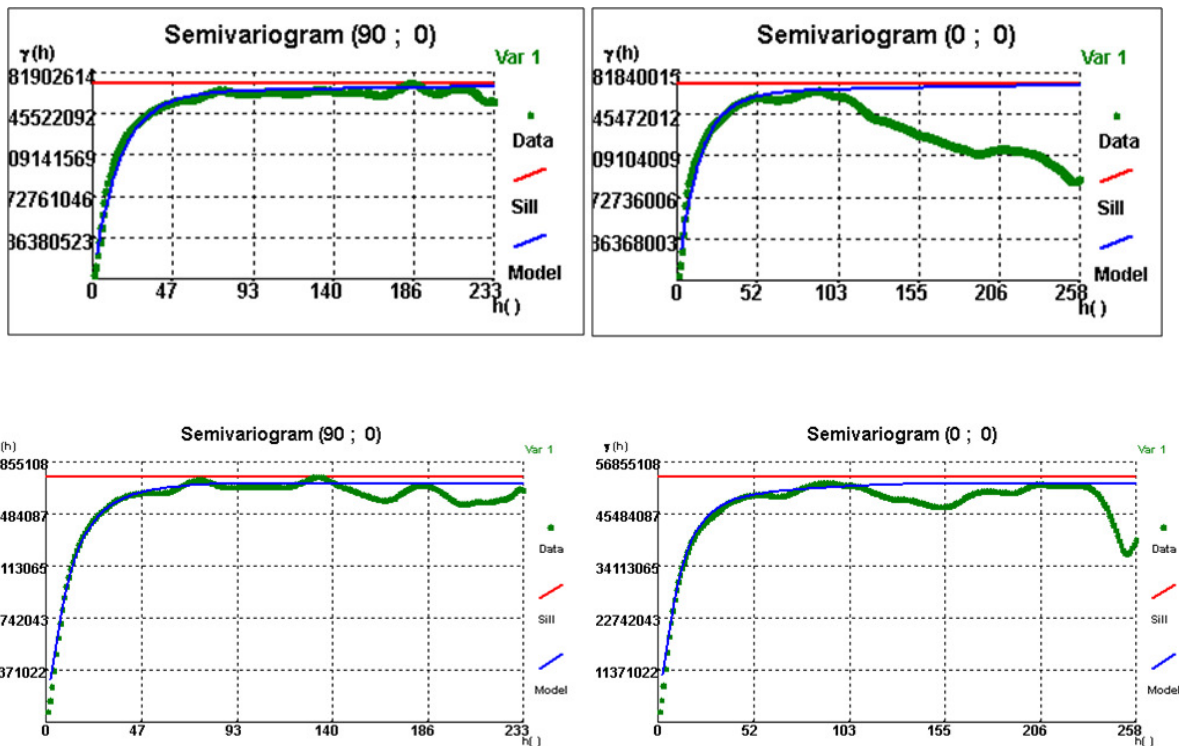 Semivariogram (90 ; 0)
γ(h)
Var 1
81902614
45522092
09141569
72761046
36380523
Data
Sill
Model
0 47 93 140 186 233
h( )
Semivariogram (0 ; 0)
γ(h)
Var 1
81840015
45472012
09104009
72736006
36368003
Data
Sill
Model
0 52 103 155 206 258
h( )
Semivariogram (90 ; 0)
(h)
Var 1
855108
484087
113065
742043
371022
Data
Sill
Model
0 47 93 140 186 233
h( )
Semivariogram (0 ; 0)
γ(h)
Var 1
56855108
45484087
34113065
22742043
11371022
Data
Sill
Model
0 52 103 155 206 258
h( )